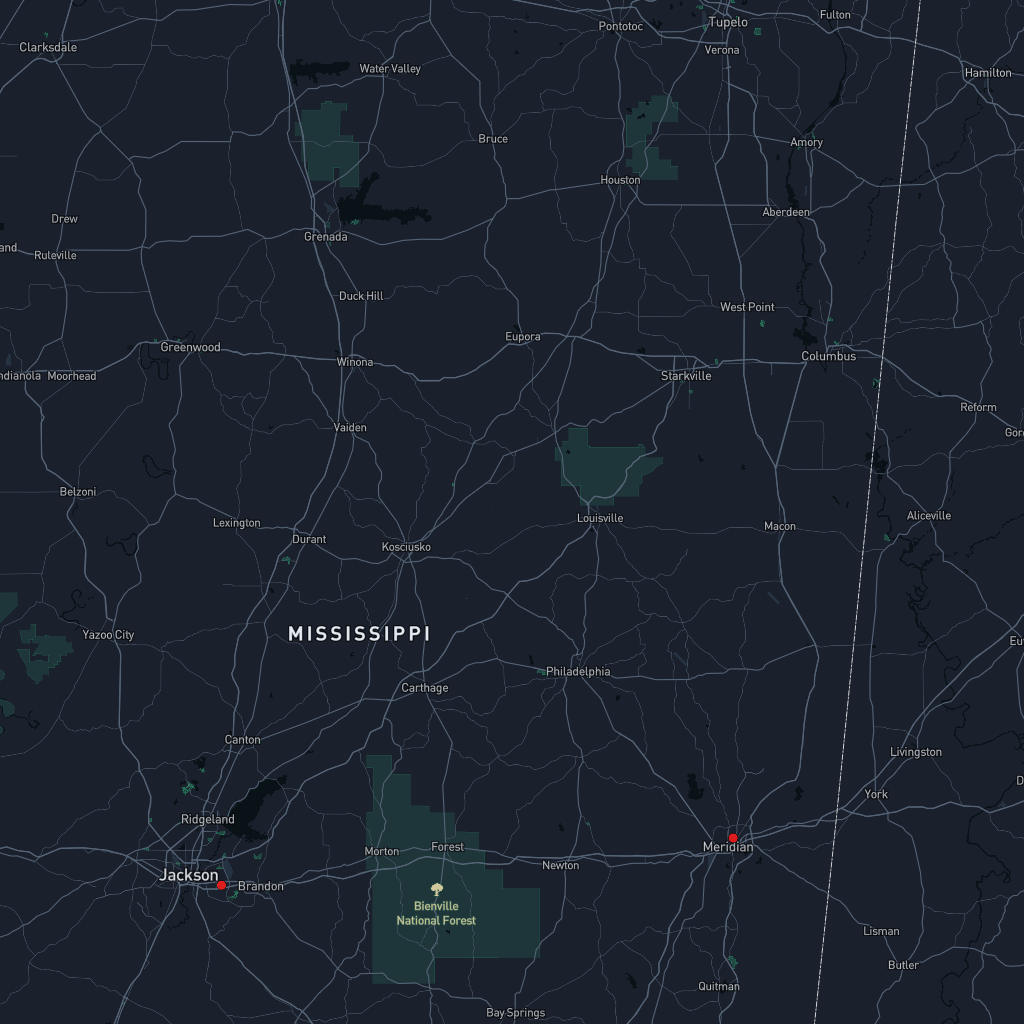 Pontotoc
Tupelo
Fulton
Clarksdale
Verona
Water Valley
Hamilton
Bruce
Amory
Houston
Drew
Aberdeen
Grenada
Ruleville
Duck Hill
West Point
Eupora
Greenwood
Columbus
Winona
Moorhead
Starkville
Reform
Vaiden
Belzoni
Lexington
Louisville
Macon
Aliceville
Durant
Kosciusko
MISSISSIPPI
Yazoo City
Philadelphia
Carthage
Canton
Livingston
York
Ridgeland
Morton
Forest
Newton
Meridian
Jackson
Brandon
Bienville
National Forest
Lisman
Butler
Quitman
Bay Springs